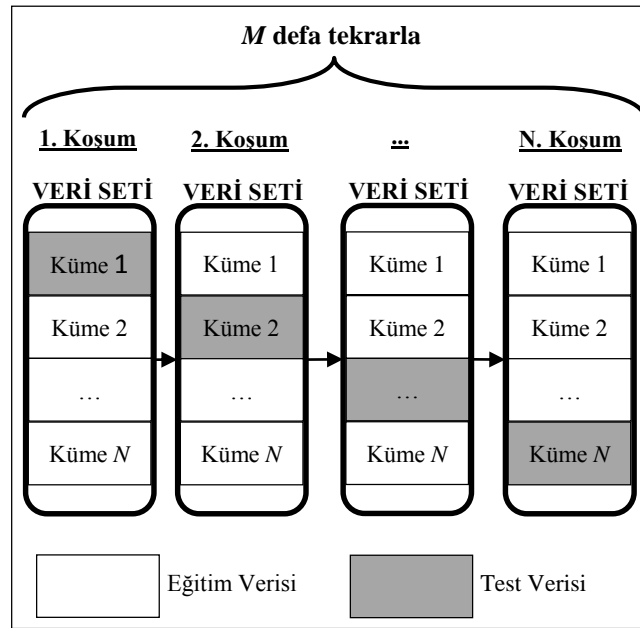 M defa tekrarla
1. Koşum 2. Koşum ... N. Koşum
VERİ SETİ VERİ SETİ VERİ SETİ VERİ SETİ
Küme 1 Küme 1 Küme 1 Küme 1
Küme 2 Küme 2 Küme 2 Küme 2
… … … …
Küme N Küme N Küme N Küme N
Eğitim Verisi Test Verisi